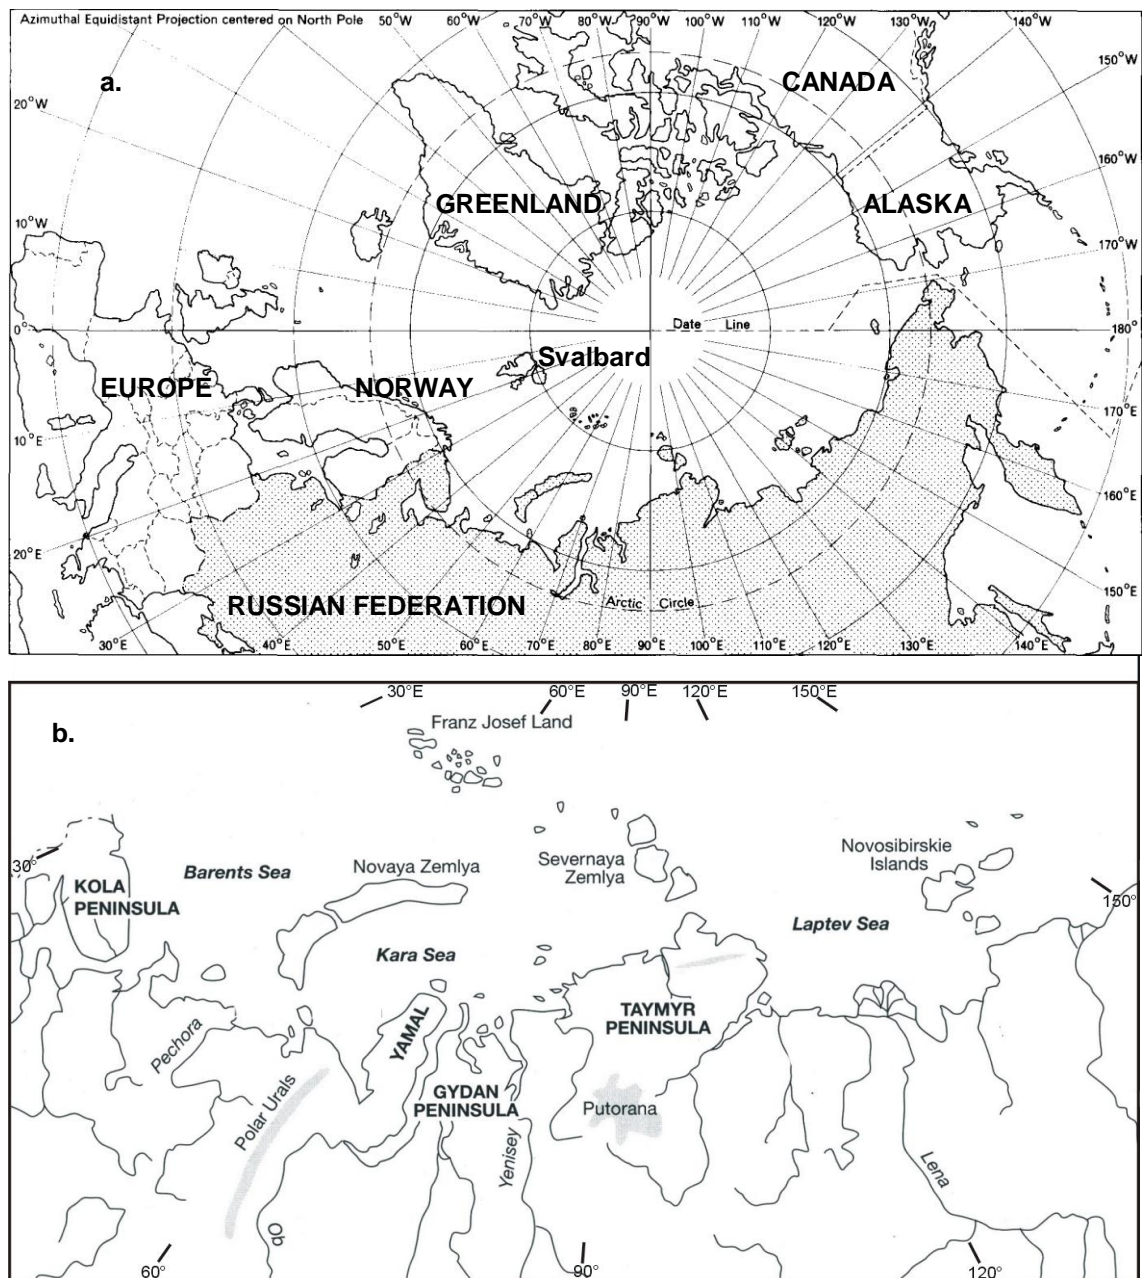 Azimuthal Equidistant Projection centered on North Pole
50°W
60°W
70°W
80°W
90°W
100°W
110°W
120°W
130°W
140°W
a.
CANADA
150°W
20°W
160°W
GREENLAND
ALASKA
10°W
170°W
0°
Date Line
180°
Svalbard
EUROPE
NORWAY
170°E
10°E
160°E
20°E
150°E
RUSSIAN FEDERATION
Arctic Circle
30°E
40°E
50°E
60°E
70°E
80°E
90°E
100°E
110°E
120°E
130°E
140°E
30°E
60°E
90°E
120°E
150°E
b.
Franz Josef Land
30°
Barents Sea
Novaya Zemlya
Severnaya
Zemlya
Novosibirskie
Islands
KOLA
PENINSULA
150°
Laptev Sea
Kara Sea
YAMAL
TAYMYR
PENINSULA
Pechora
Polar Urals
GYDAN
PENINSULA
Putorana
Yenisey
Lena
Ob
60°
90°
120°